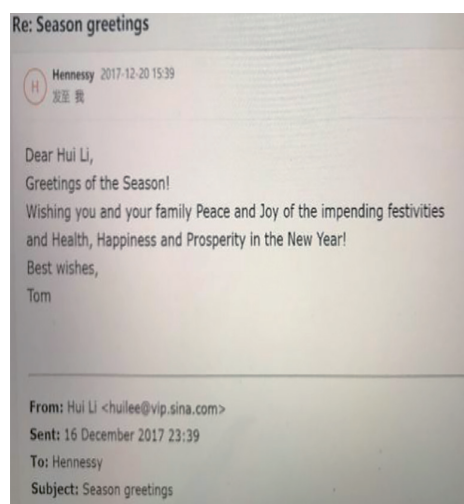 Re: Season greetings
H
Hennessy 2017-12-20 15:39
发至 我
Dear Hui Li,
Greetings of the Season!
Wishing you and your family Peace and Joy of the impending festivities
and Health, Happiness and Prosperity in the New Year!
Best wishes,
Tom
From: Hui Li <huilee@vip.sina.com>
Sent: 16 December 2017 23:39
To: Hennessy
Subject: Season greetings